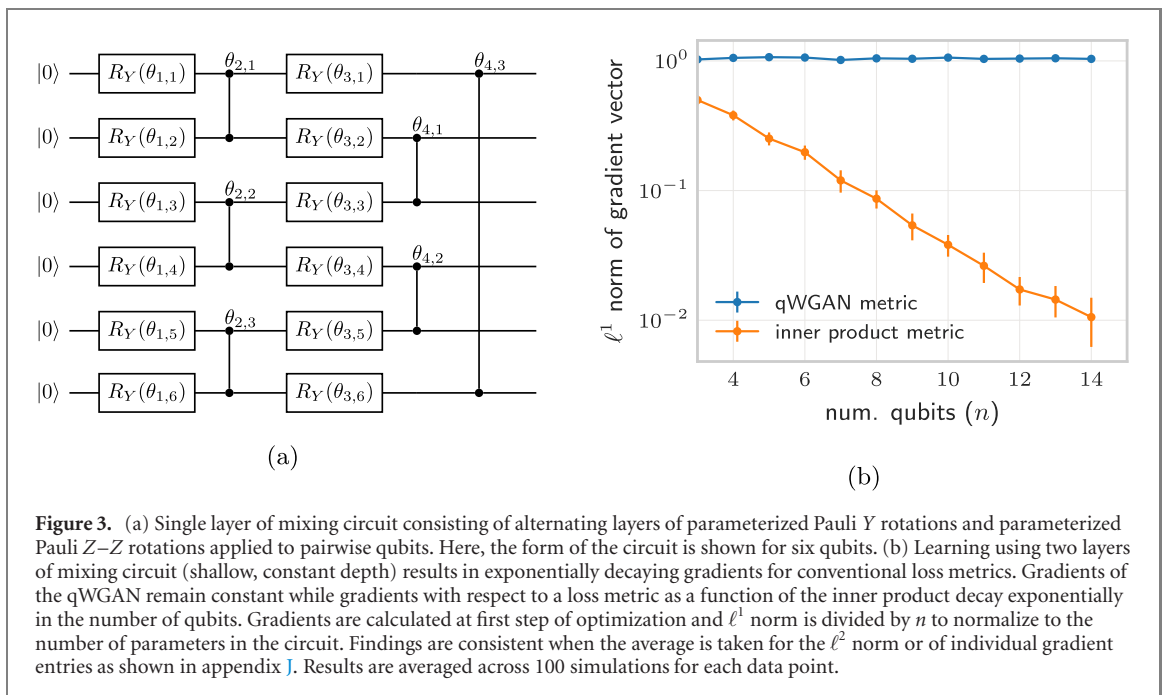 |0⟩ R_Y(θ_{1,1}) θ_{2,1} R_Y(θ_{3,1}) θ_{4,3}
|0⟩ R_Y(θ_{1,2}) R_Y(θ_{3,2}) θ_{4,1}
|0⟩ R_Y(θ_{1,3}) θ_{2,2} R_Y(θ_{3,3})
|0⟩ R_Y(θ_{1,4}) R_Y(θ_{3,4}) θ_{4,2}
|0⟩ R_Y(θ_{1,5}) θ_{2,3} R_Y(θ_{3,5})
|0⟩ R_Y(θ_{1,6}) R_Y(θ_{3,6})
(a)
ℓ¹ norm of gradient vector
10⁰
10⁻¹
10⁻²
qWGAN metric
inner product metric
4 6 8 10 12 14
num. qubits (n)
(b)
Figure 3. (a) Single layer of mixing circuit consisting of alternating layers of parameterized Pauli Y rotations and parameterized
Pauli Z–Z rotations applied to pairwise qubits. Here, the form of the circuit is shown for six qubits. (b) Learning using two layers
of mixing circuit (shallow, constant depth) results in exponentially decaying gradients for conventional loss metrics. Gradients of
the qWGAN remain constant while gradients with respect to a loss metric as a function of the inner product decay exponentially
in the number of qubits. Gradients are calculated at first step of optimization and ℓ¹ norm is divided by n to normalize to the
number of parameters in the circuit. Findings are consistent when the average is taken for the ℓ² norm or of individual gradient
entries as shown in appendix J. Results are averaged across 100 simulations for each data point.